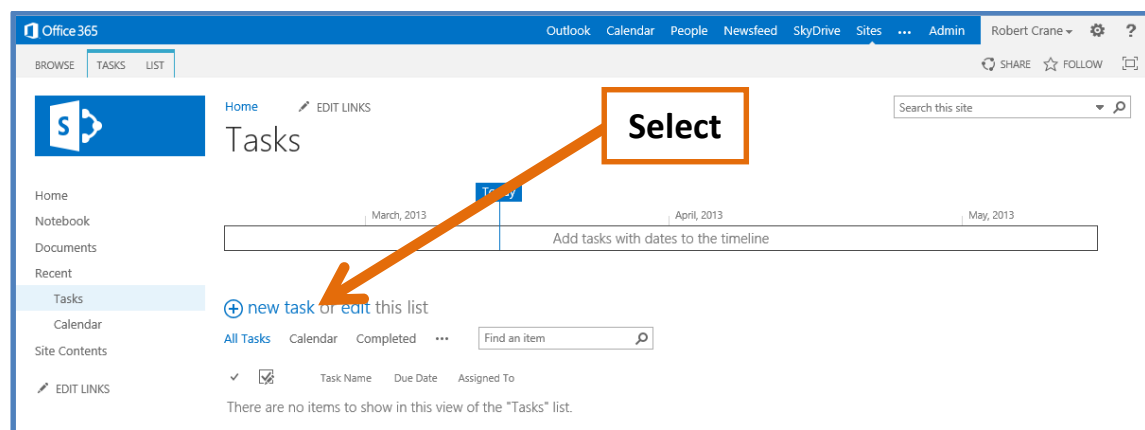 Office 365 Outlook Calendar People Newsfeed SkyDrive Sites ••• Admin Robert Crane ?
BROWSE TASKS LIST SHARE FOLLOW
S
Home EDIT LINKS Search this site
Tasks
Select
Home
Notebook
Documents
Recent
Tasks
Calendar
Site Contents
EDIT LINKS
March, 2013 April, 2013 May, 2013
Add tasks with dates to the timeline
new task or edit this list
All Tasks Calendar Completed ••• Find an item
Task Name Due Date Assigned To
There are no items to show in this view of the "Tasks" list.